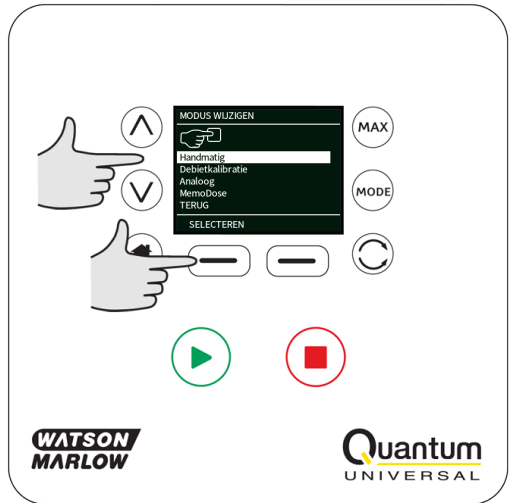 MODUS WIJZIGEN
MAX
Handmatig
Debietkalibratie
Analoog
MemoDose
TERUG
MODE
SELECTEREN
WATSON
MARLOW
Quantum
UNIVERSAL